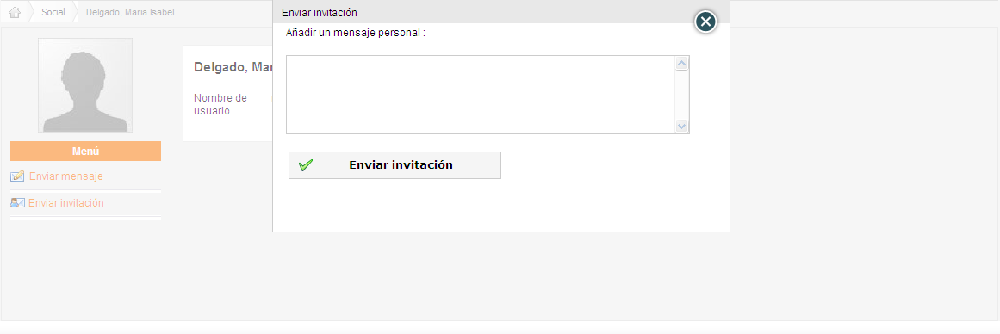 Social
Delgado, Maria Isabel
Enviar invitación
Añadir un mensaje personal :
Delgado, Mar
Nombre de
usuario
Menú
Enviar mensaje
Enviar invitación
Enviar invitación